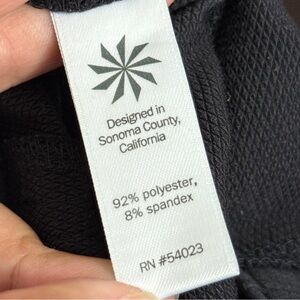 Designed in
Sonoma County,
California
92% polyester,
8% spandex
RN #54023